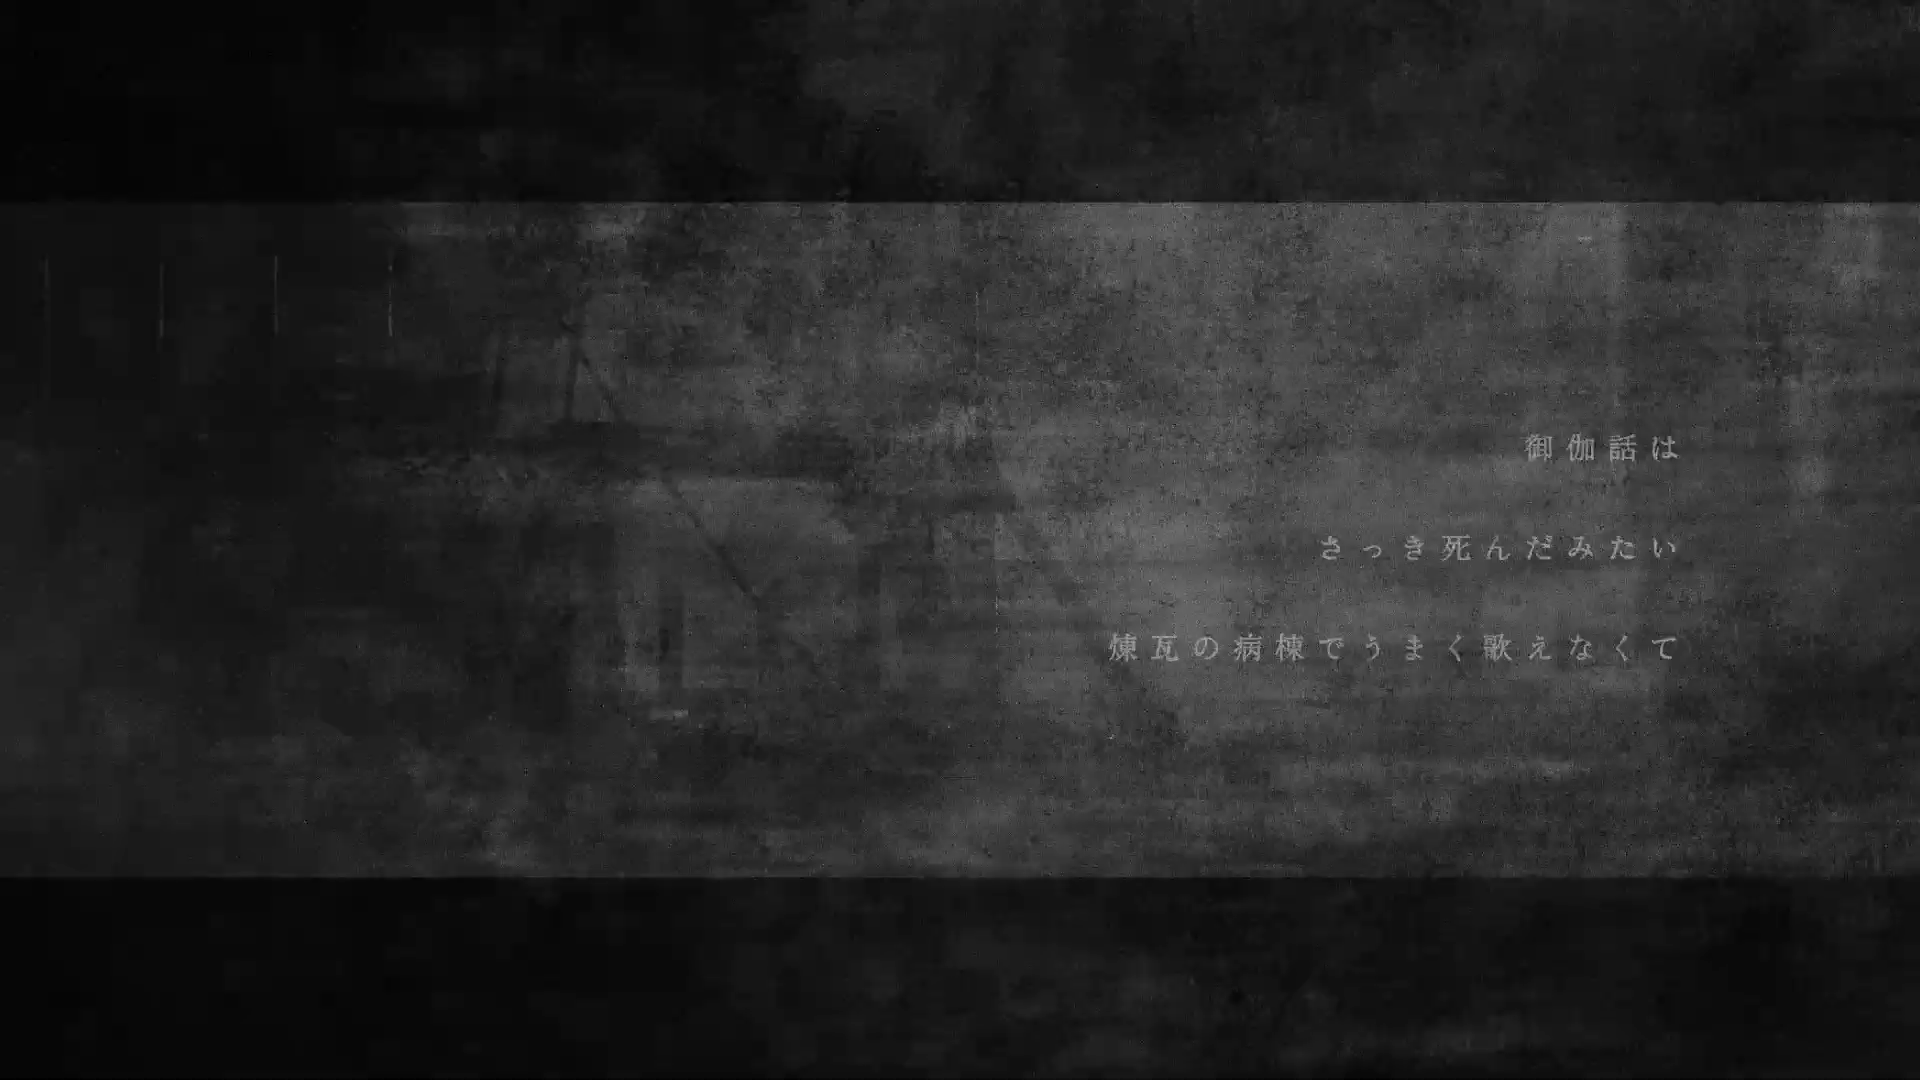 御伽話は
さっき死んだみたい
煉瓦の病棟でうまく歌えなくて